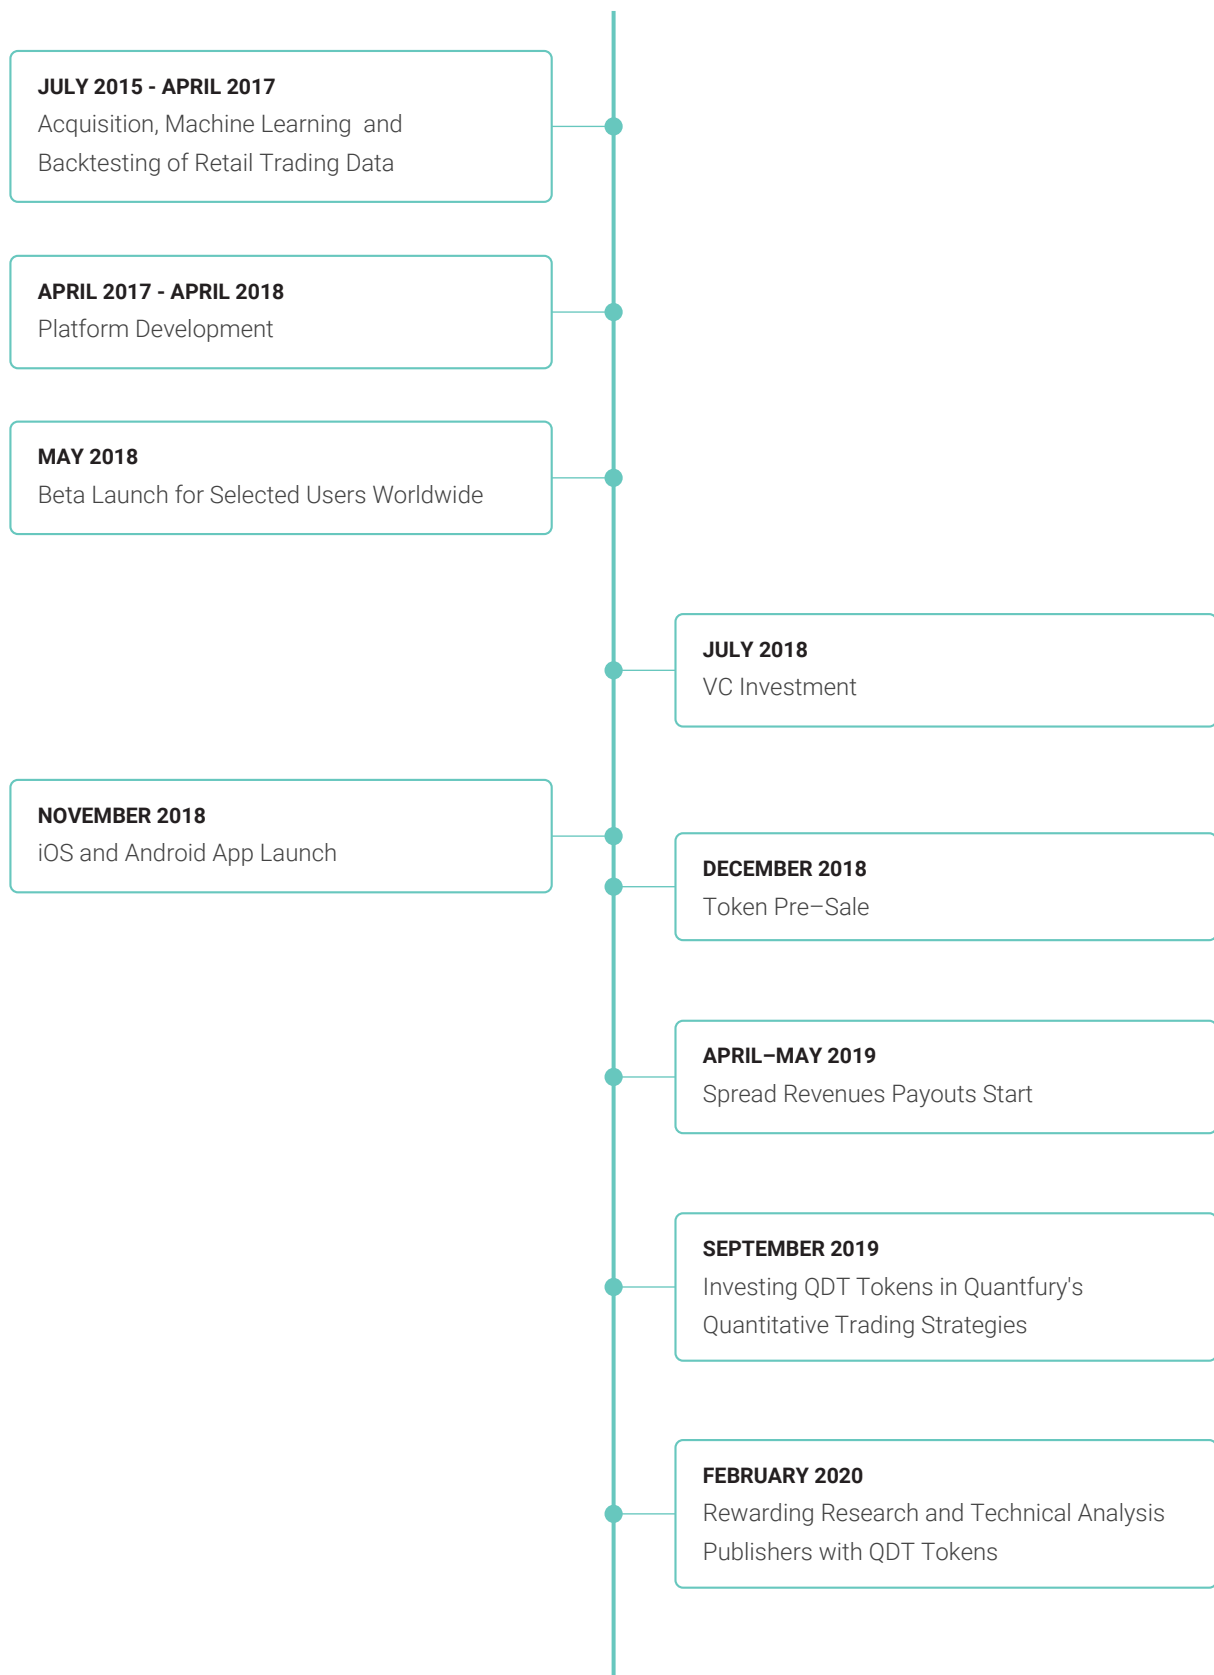 JULY 2015 - APRIL 2017
Acquisition, Machine Learning  and
Backtesting of Retail Trading Data
APRIL 2017 - APRIL 2018
Platform Development
MAY 2018
Beta Launch for Selected Users Worldwide
JULY 2018
VC Investment
NOVEMBER 2018
iOS and Android App Launch
DECEMBER 2018
Token Pre–Sale
APRIL–MAY 2019
Spread Revenues Payouts Start
SEPTEMBER 2019
Investing QDT Tokens in Quantfury's
Quantitative Trading Strategies
FEBRUARY 2020
Rewarding Research and Technical Analysis
Publishers with QDT Tokens